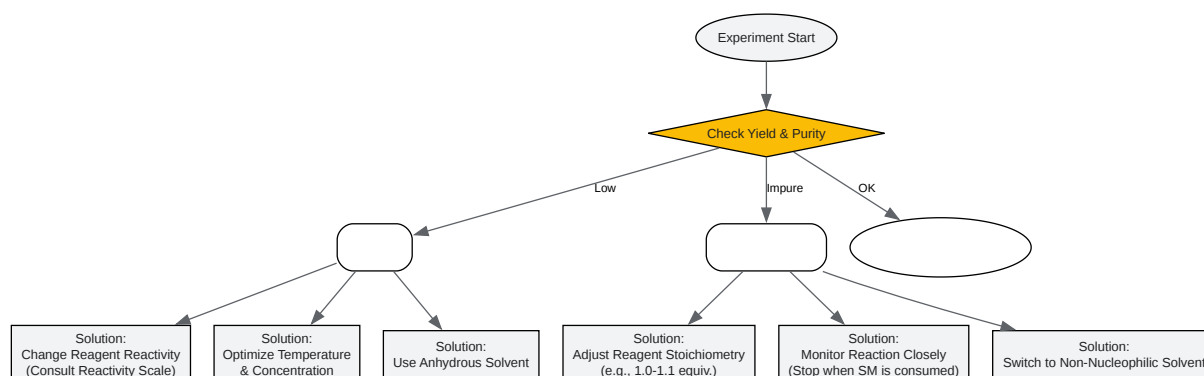 Experiment Start
Check Yield & Purity
Low
Impure
OK
Solution:
Change Reagent Reactivity
(Consult Reactivity Scale)
Solution:
Optimize Temperature
& Concentration
Solution:
Use Anhydrous Solvent
Solution:
Adjust Reagent Stoichiometry
(e.g., 1.0-1.1 equiv.)
Solution:
Monitor Reaction Closely
(Stop when SM is consumed)
Solution:
Switch to Non-Nucleophilic Solvent